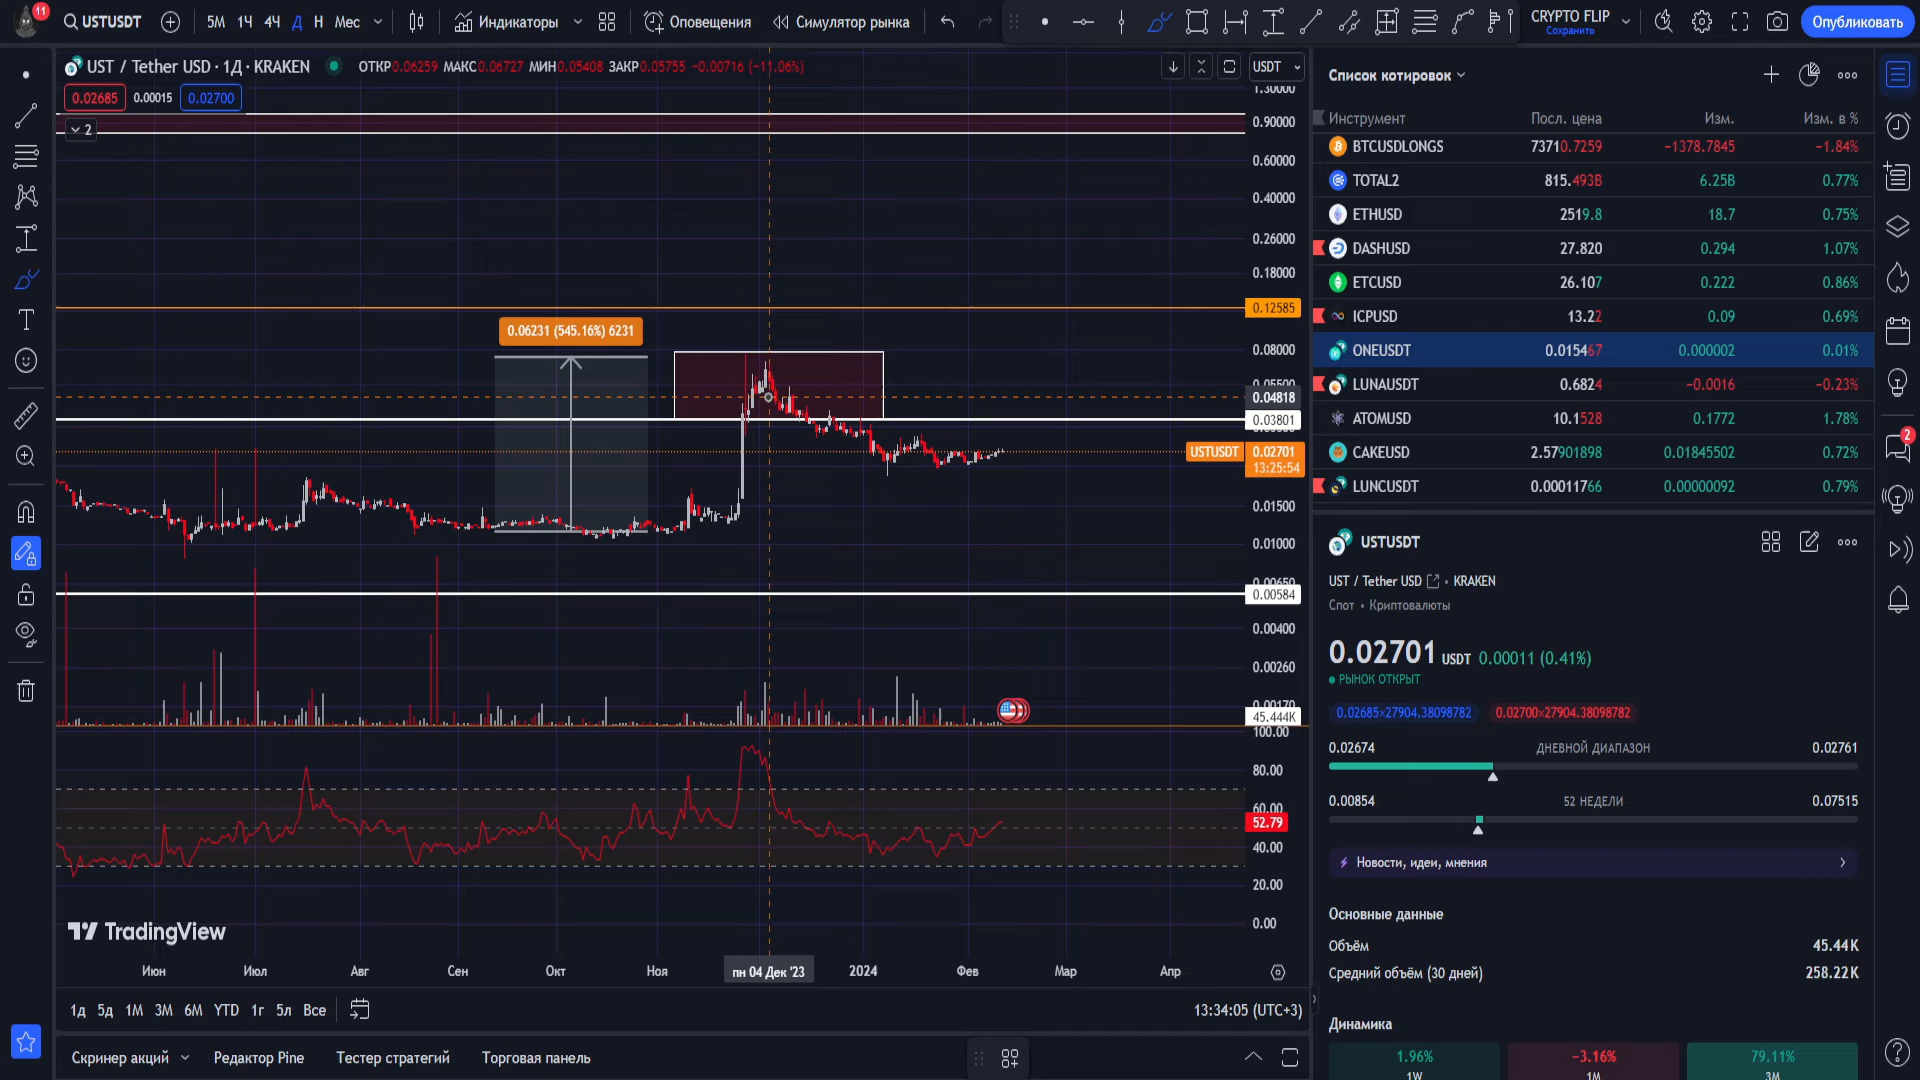 11
USTUSDT
5М 1Ч 4Ч Д Н Мес
Индикаторы
Оповещения
Симулятор рынка
CRYPTO FLIP
Сохранить
Опубликовать
UST / Tether USD · 1Д · KRAKEN
ОТКР0.06259 МАКС0.06727 МИН0.05408 ЗАКР0.05755 −0.00716 (−11.06%)
USDT
0.02685 0.00015 0.02700
2
1.30000
0.90000
0.60000
0.40000
0.26000
0.18000
0.12585
0.06231 (545.16%) 6231
0.08000
0.05500
0.04818
0.03801
USTUSDT 0.02701
13:25:54
0.01500
0.01000
0.00650
0.00584
0.00400
0.00260
0.00170
45.444K
100.00
80.00
60.00
52.79
40.00
20.00
0.00
TradingView
Июн Июл Авг Сен Окт Ноя пн 04 Дек '23 2024 Фев Мар Апр
1д 5д 1М 3М 6М YTD 1г 5л Все
13:34:05 (UTC+3)
Скринер акций Редактор Pine Тестер стратегий Торговая панель
Список котировок
Инструмент Посл. цена Изм. Изм. в %
BTCUSDLONGS 73710.7259 −1378.7845 −1.84%
TOTAL2 815.493B 6.25B 0.77%
ETHUSD 2519.8 18.7 0.75%
DASHUSD 27.820 0.294 1.07%
ETCUSD 26.107 0.222 0.86%
ICPUSD 13.22 0.09 0.69%
ONEUSDT 0.015467 0.000002 0.01%
LUNAUSDT 0.6824 −0.0016 −0.23%
ATOMUSD 10.1528 0.1772 1.78%
CAKEUSD 2.57901898 0.01845502 0.72%
LUNCUSDT 0.00011766 0.00000092 0.79%
USTUSDT
UST / Tether USD • KRAKEN
Спот • Криптовалюты
0.02701 USDT 0.00011 (0.41%)
РЫНОК ОТКРЫТ
0.02685×27904.38098782 0.02700×27904.38098782
0.02674 ДНЕВНОЙ ДИАПАЗОН 0.02761
0.00854 52 НЕДЕЛИ 0.07515
Новости, идеи, мнения
Основные данные
Объём 45.44K
Средний объём (30 дней) 258.22K
Динамика
1.96% −3.16% 79.11%
1W 1M 3M
2